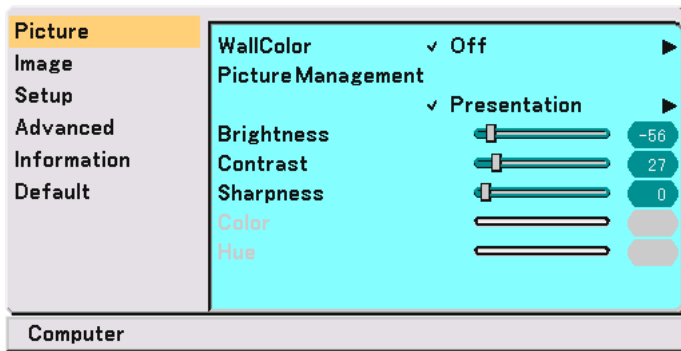 Picture
Image
Setup
Advanced
Information
Default
WallColor ✓ Off ▶
Picture Management
✓ Presentation ▶
Brightness -56
Contrast 27
Sharpness 0
Color
Hue
Computer